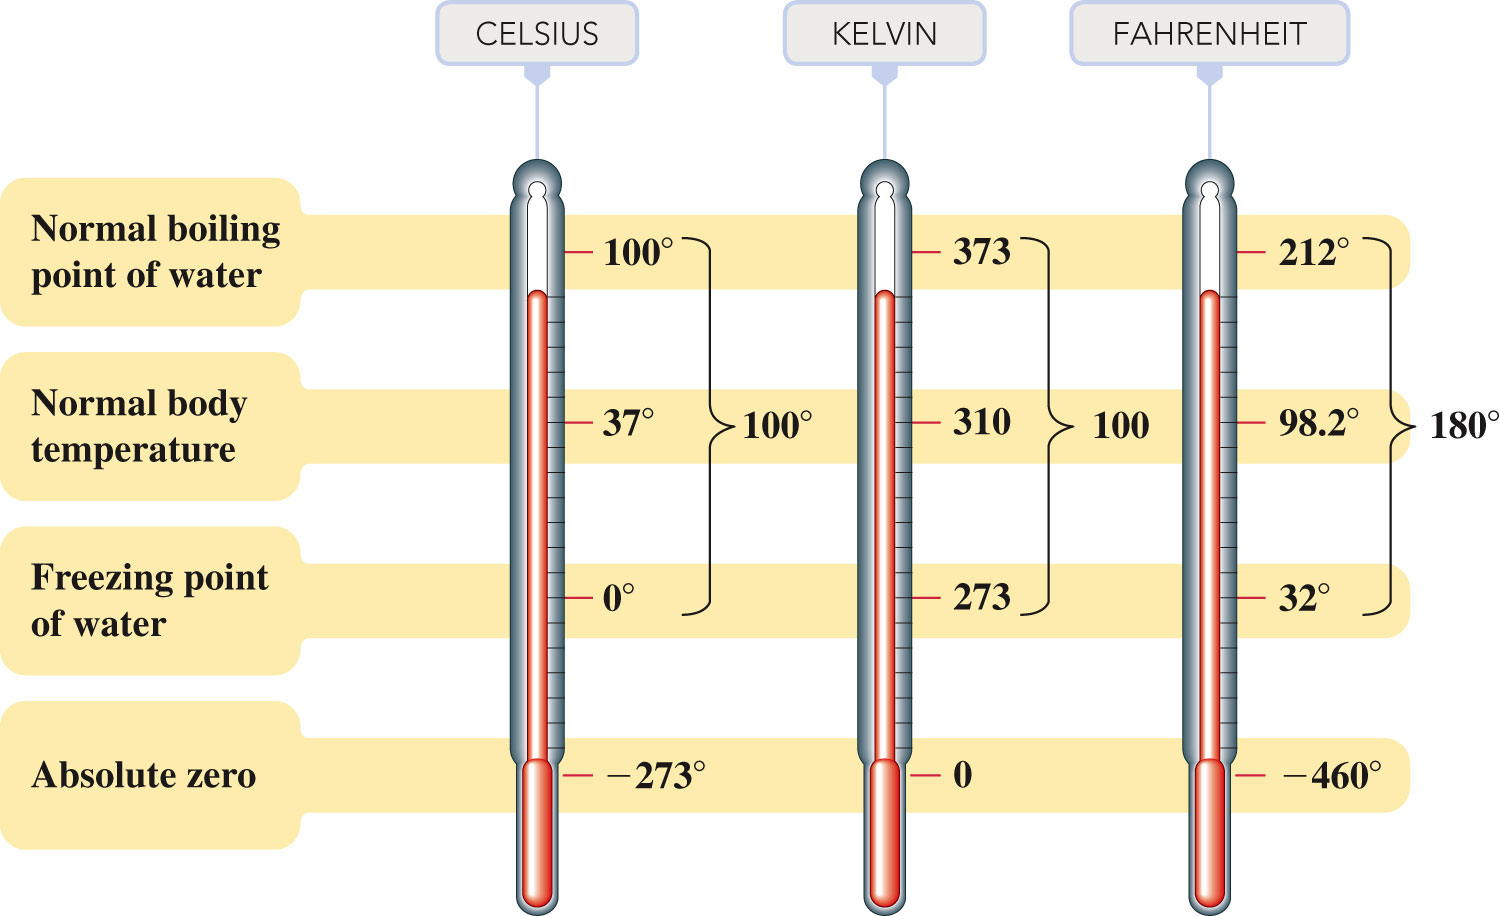 CELSIUS
KELVIN
FAHRENHEIT
Normal boiling
point of water
100°
373
212°
Normal body
temperature
37°
100°
310
100
98.2°
180°
Freezing point
of water
0°
273
32°
Absolute zero
−273°
0
−460°